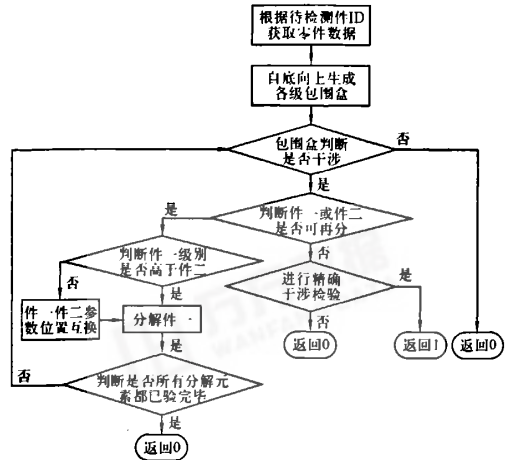 根据待检测件ID
获取零件数据
自底向上生成
各级包围盒
包围盒判断
是否干涉
否
是
是
判断件一或件二
是否可再分
判断件一级别
是否高于件二
否
进行精确
干涉检验
是
否
是
件一件二参
数位置互换
分解件一
否
返回0
返回1
返回0
是
否
判断是否所有分解元
素都已验完毕
是
返回0